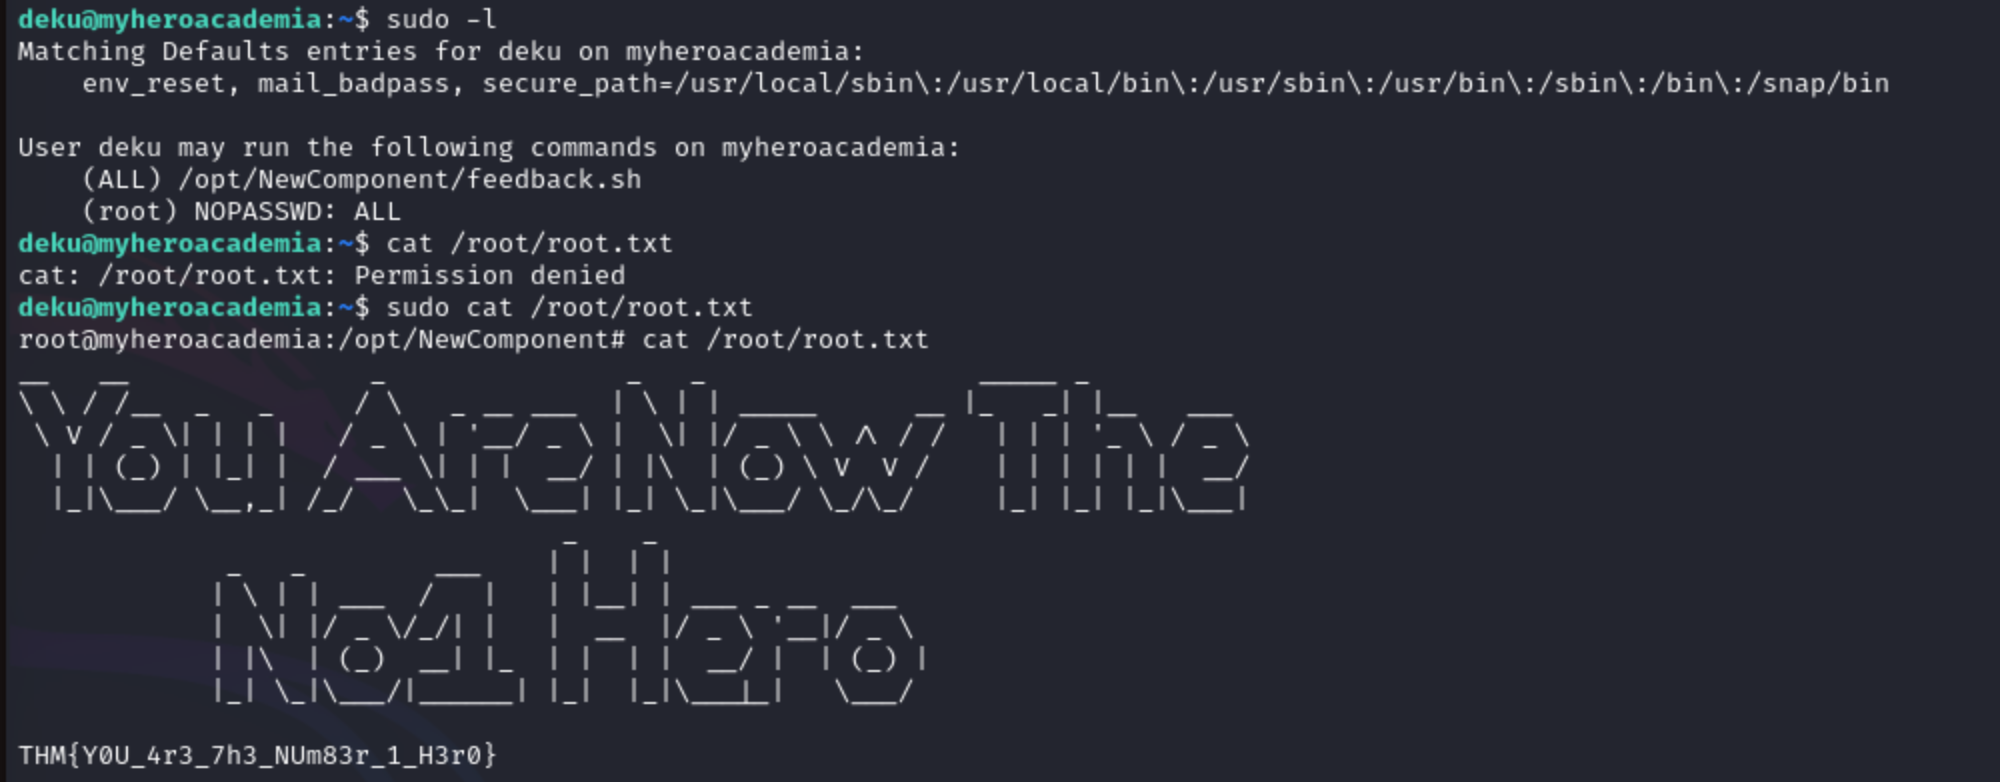 deku@myheroacademia:~$ sudo -l
Matching Defaults entries for deku on myheroacademia:
    env_reset, mail_badpass, secure_path=/usr/local/sbin\:/usr/local/bin\:/usr/sbin\:/usr/bin\:/sbin\:/bin\:/snap/bin
User deku may run the following commands on myheroacademia:
    (ALL) /opt/NewComponent/feedback.sh
    (root) NOPASSWD: ALL
deku@myheroacademia:~$ cat /root/root.txt
cat: /root/root.txt: Permission denied
deku@myheroacademia:~$ sudo cat /root/root.txt
root@myheroacademia:/opt/NewComponent# cat /root/root.txt
You Are Now The
No1 Hero
THM{Y0U_4r3_7h3_NUm83r_1_H3r0}